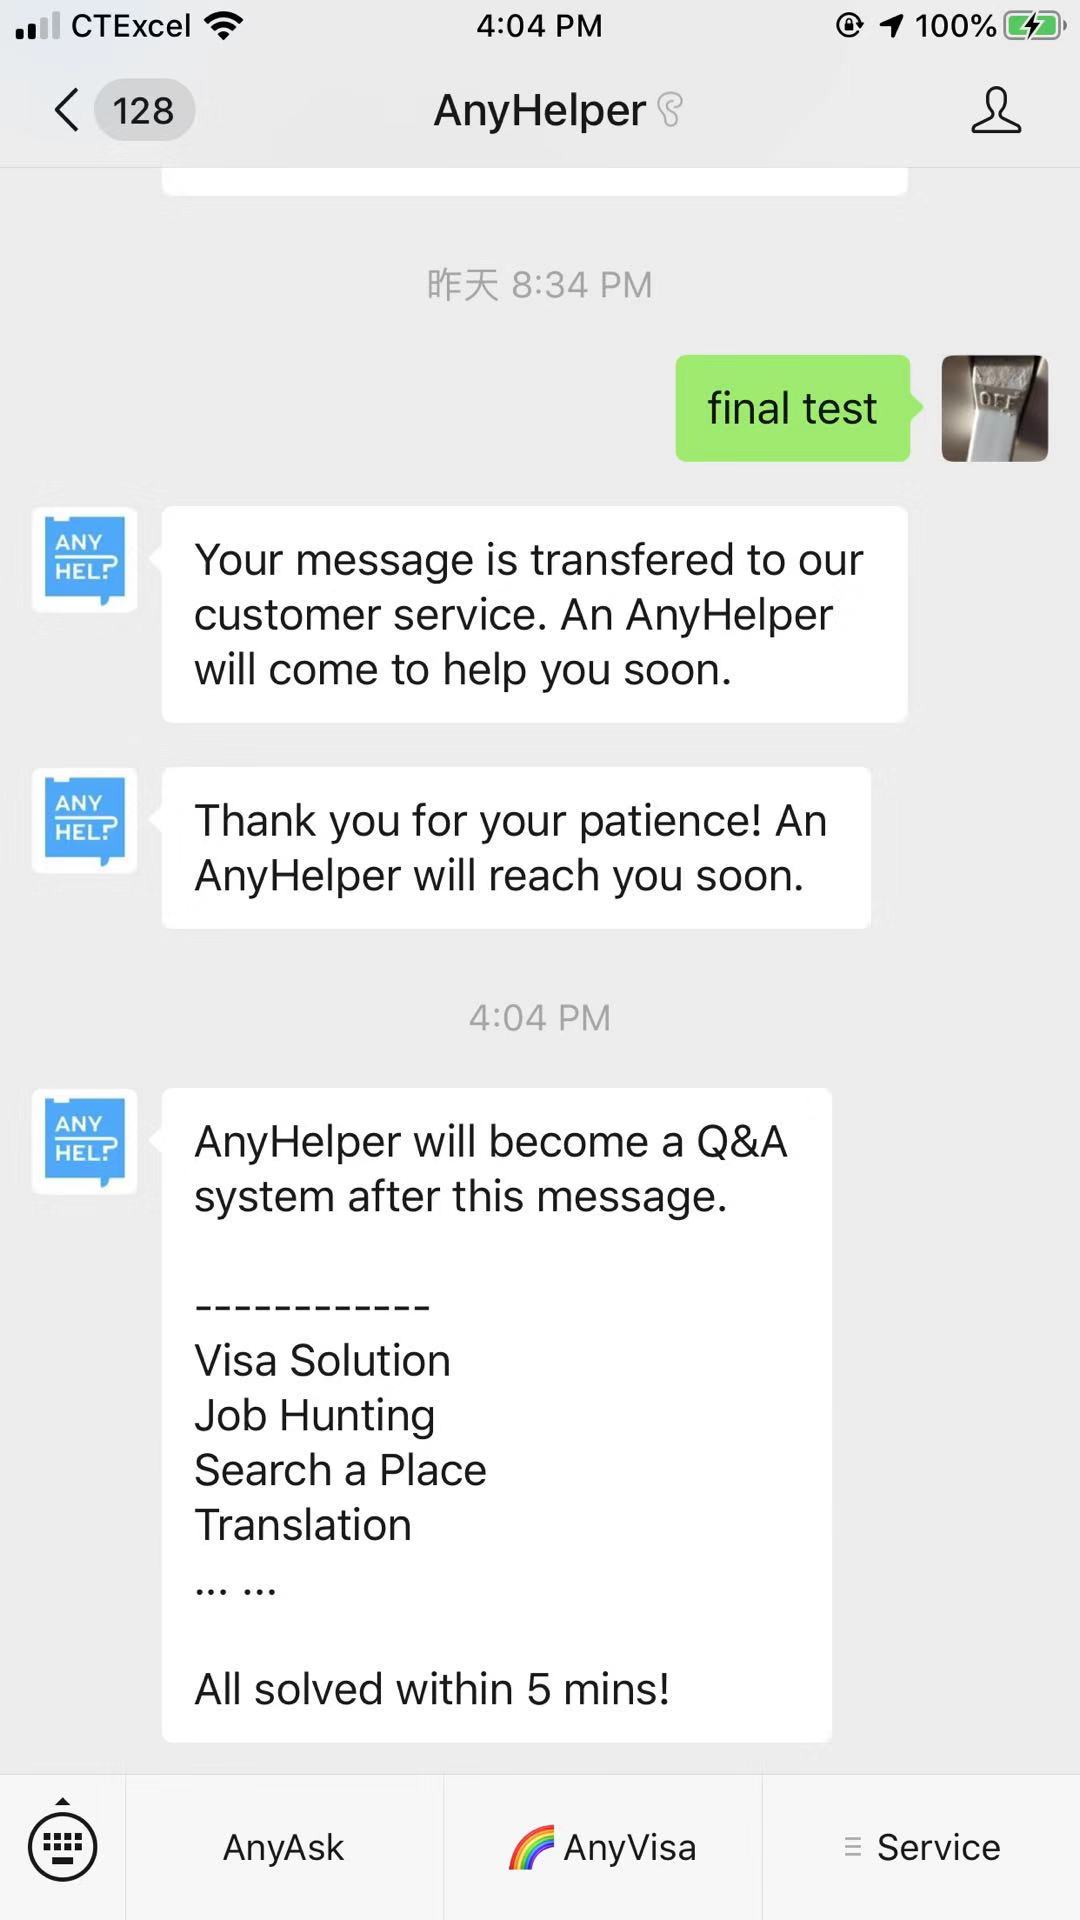 CTExcel 4:04 PM 100%
128 AnyHelper
昨天 8:34 PM
final test
OFF
ANY
HEL?
Your message is transfered to our
customer service. An AnyHelper
will come to help you soon.
ANY
HEL?
Thank you for your patience! An
AnyHelper will reach you soon.
4:04 PM
ANY
HEL?
AnyHelper will become a Q&A
system after this message.
------------
Visa Solution
Job Hunting
Search a Place
Translation
... ...
All solved within 5 mins!
AnyAsk 🌈AnyVisa Service